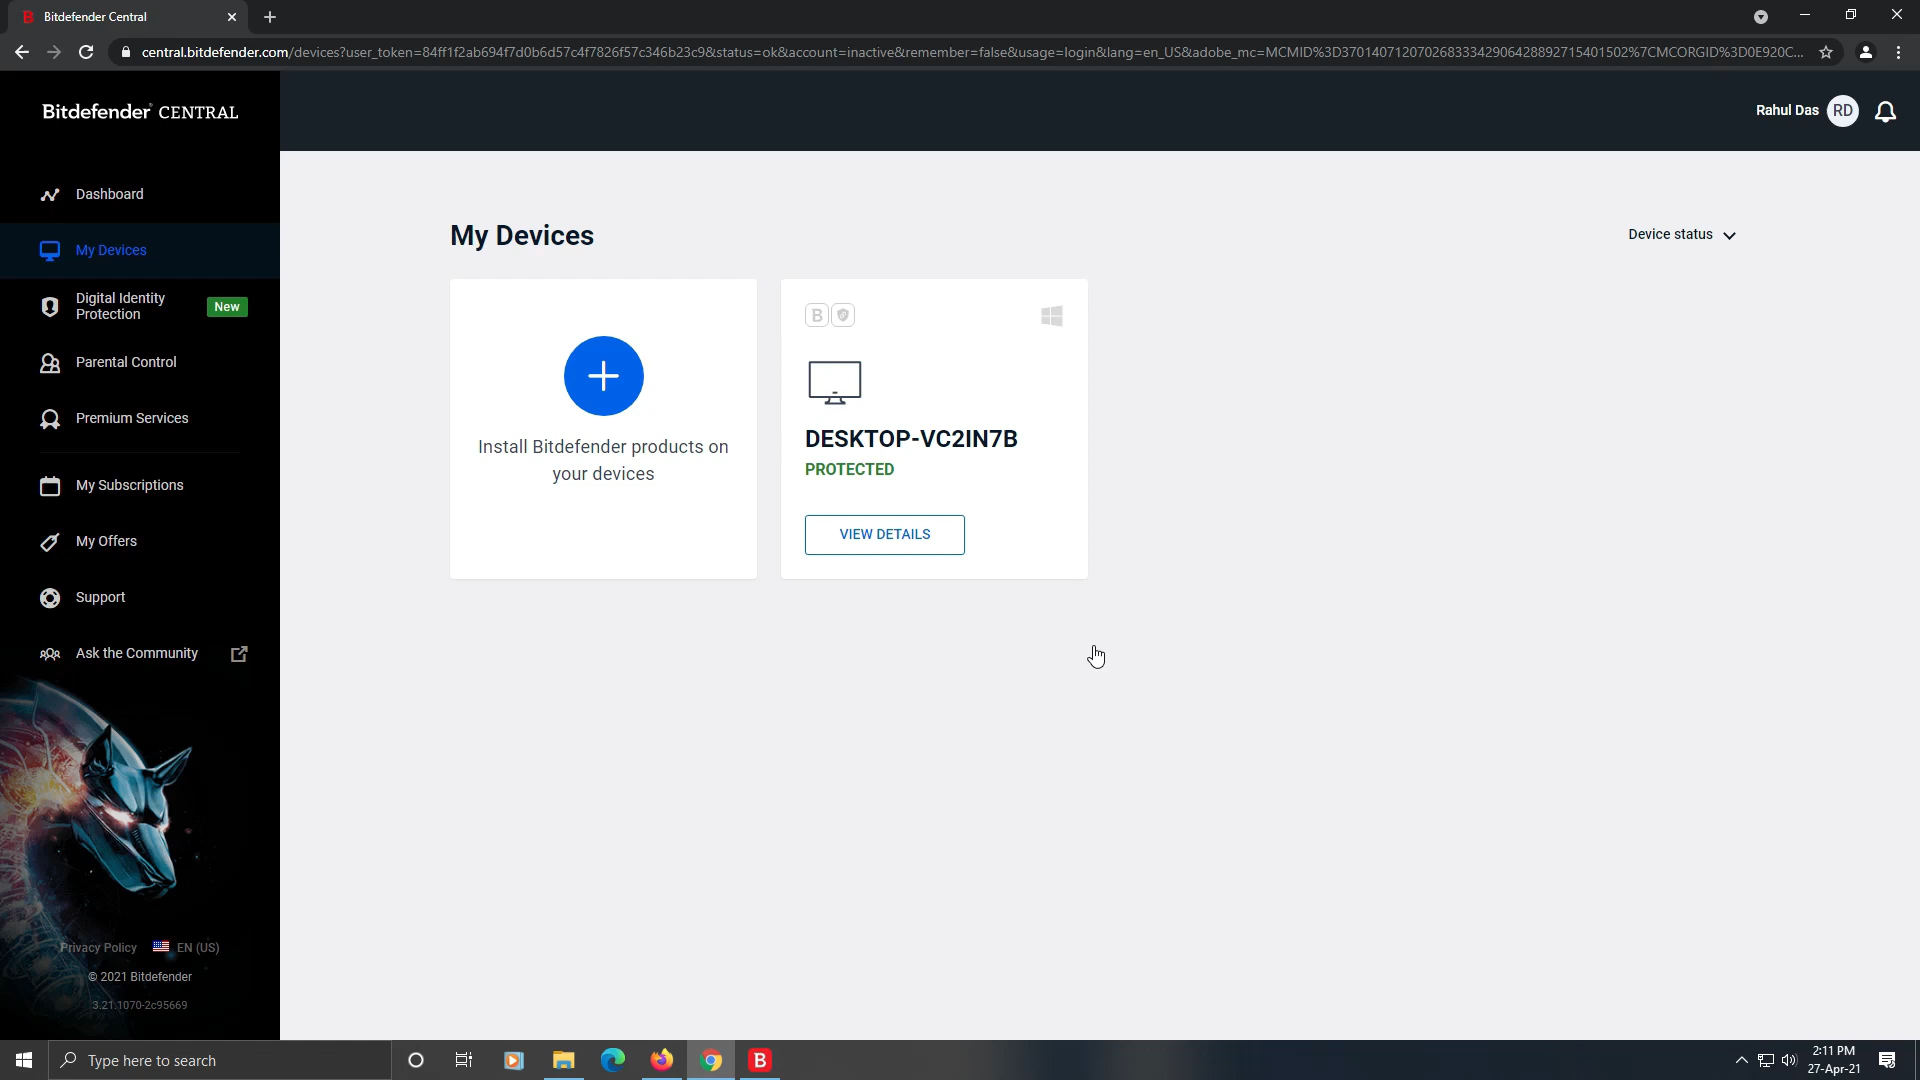 Bitdefender Central
central.bitdefender.com/devices?user_token=84ff1f2ab694f7d0b6d57c4f7826f57c346b23c9&status=ok&account=inactive&remember=false&usage=login&lang=en_US&adobe_mc=MCMID%3D37014071207026833342906428892715401502%7CMCORGID%3D0E920C...
Bitdefender CENTRAL
Rahul Das RD
Dashboard
My Devices
Digital Identity
Protection
New
Parental Control
Premium Services
My Subscriptions
My Offers
Support
Ask the Community
Privacy Policy EN (US)
© 2021 Bitdefender
3.21.1070-2c95669
My Devices
Device status
Install Bitdefender products on
your devices
B
DESKTOP-VC2IN7B
PROTECTED
VIEW DETAILS
Type here to search
B
2:11 PM
27-Apr-21